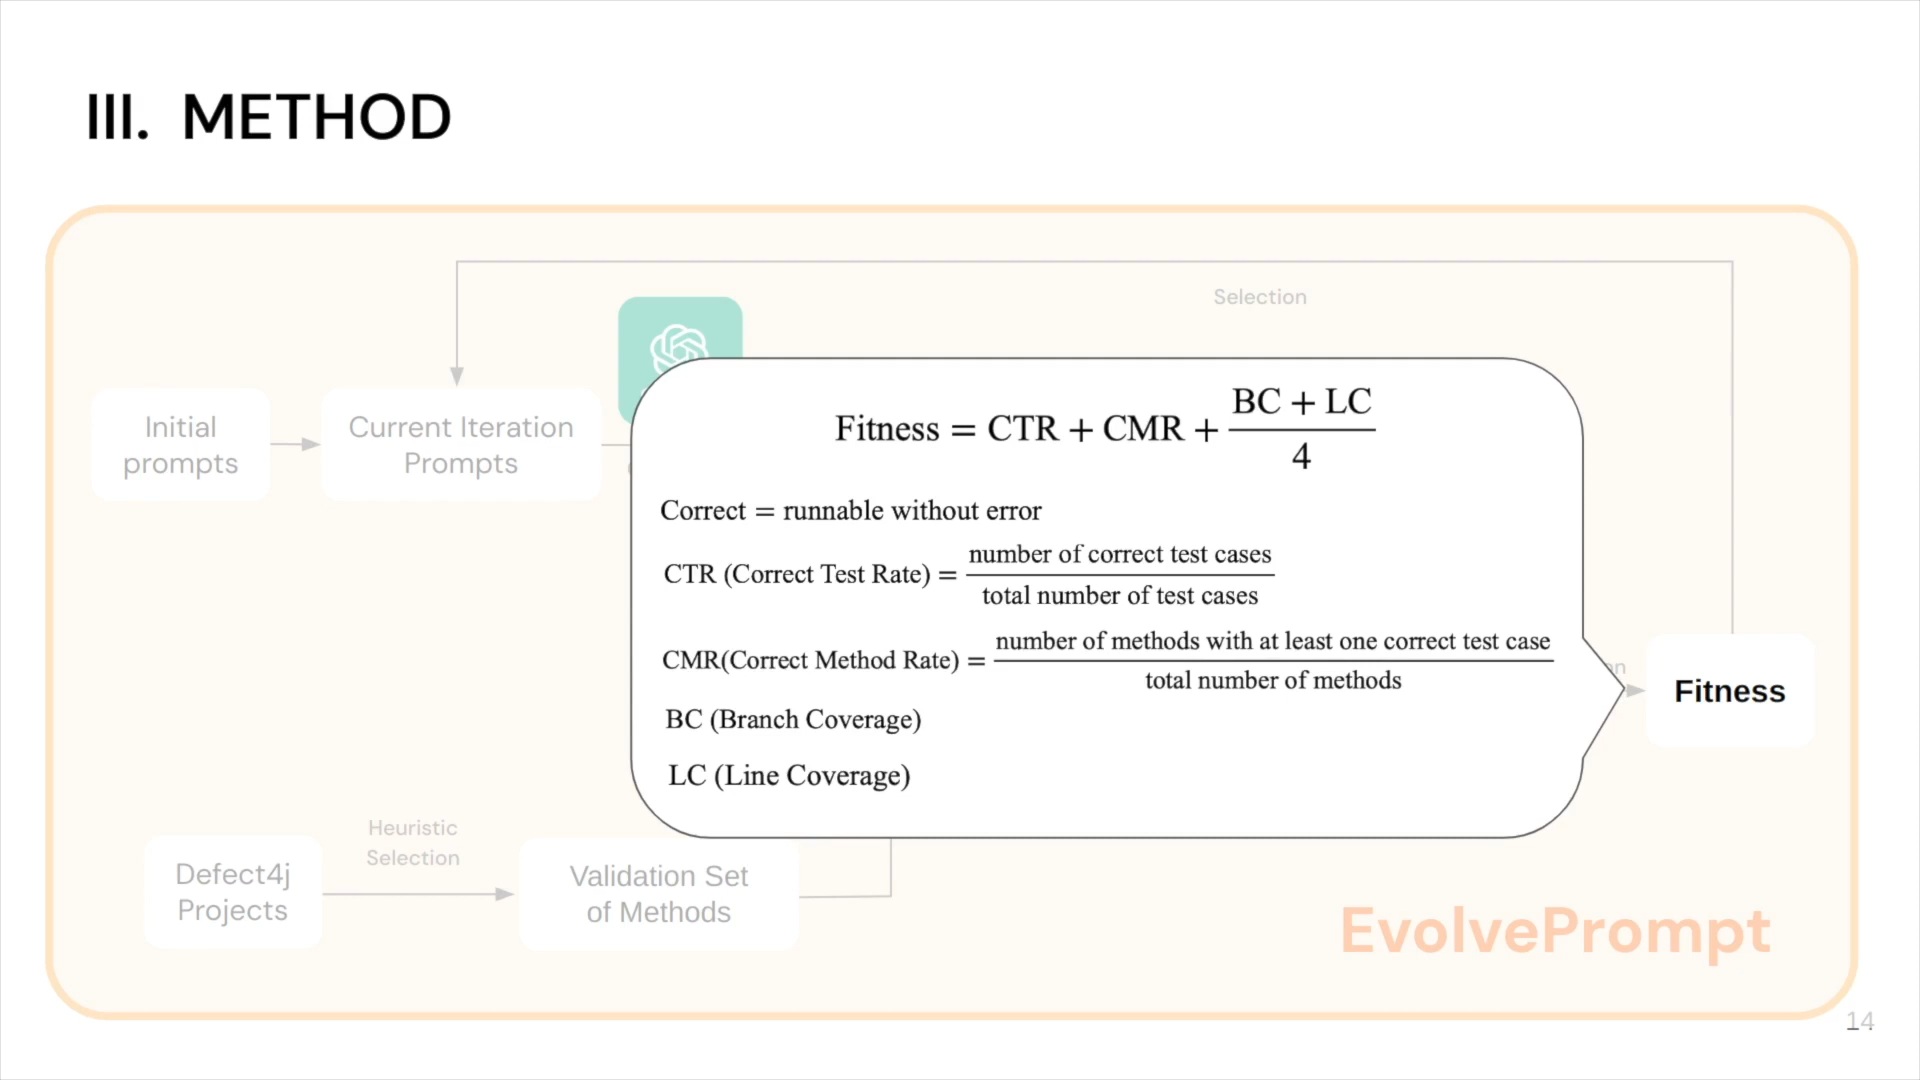 III. METHOD
Selection
Initial
prompts
Current Iteration
Prompts
Fitness = CTR + CMR + (BC + LC) / 4
Correct = runnable without error
CTR (Correct Test Rate) = number of correct test cases / total number of test cases
CMR(Correct Method Rate) = number of methods with at least one correct test case / total number of methods
BC (Branch Coverage)
LC (Line Coverage)
Fitness
Defect4j
Projects
Heuristic
Selection
Validation Set
of Methods
EvolvePrompt
14